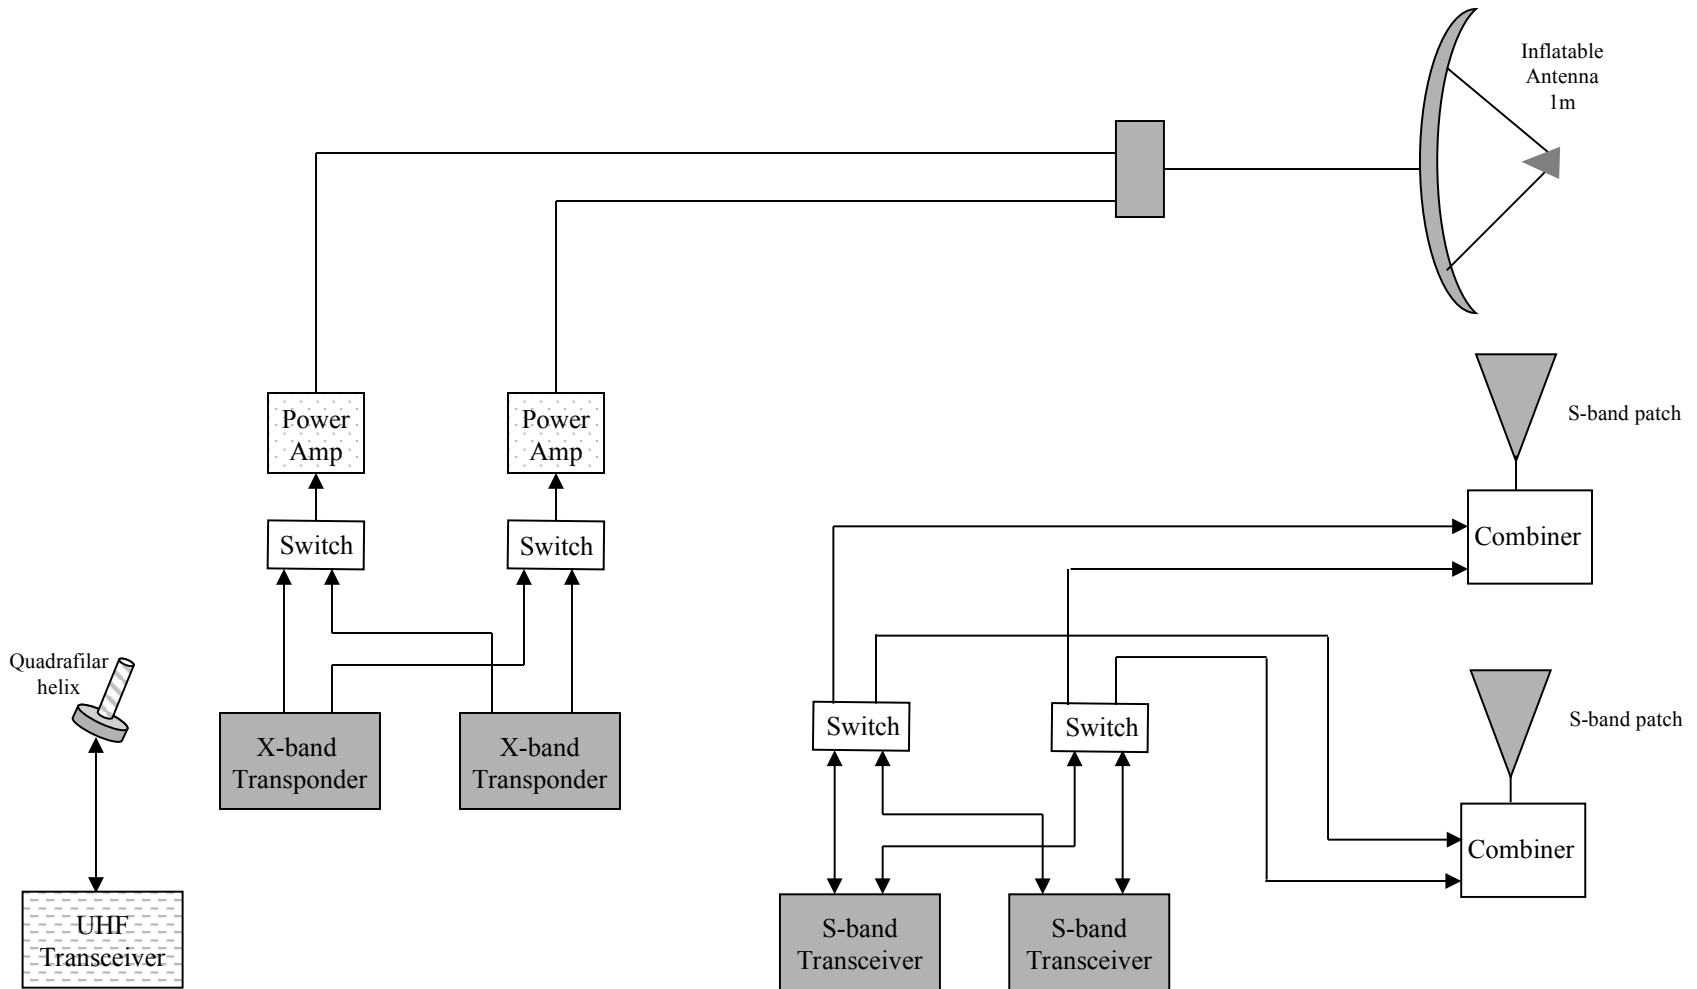 Inflatable
Antenna
1m
S-band patch
Power
Amp
Power
Amp
Switch
Switch
Combiner
Quadrafilar
helix
X-band
Transponder
X-band
Transponder
Switch
Switch
S-band patch
Combiner
UHF
Transceiver
S-band
Transceiver
S-band
Transceiver